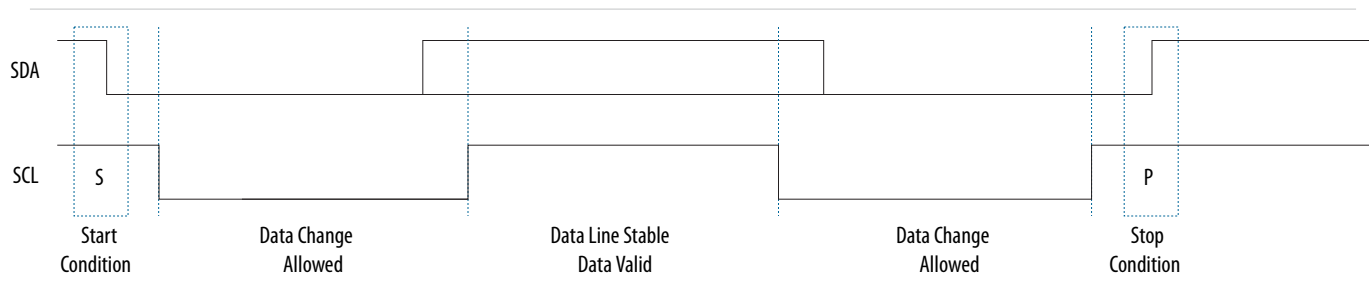 SDA
SCL
S
P
Start
Condition
Data Change
Allowed
Data Line Stable
Data Valid
Data Change
Allowed
Stop
Condition